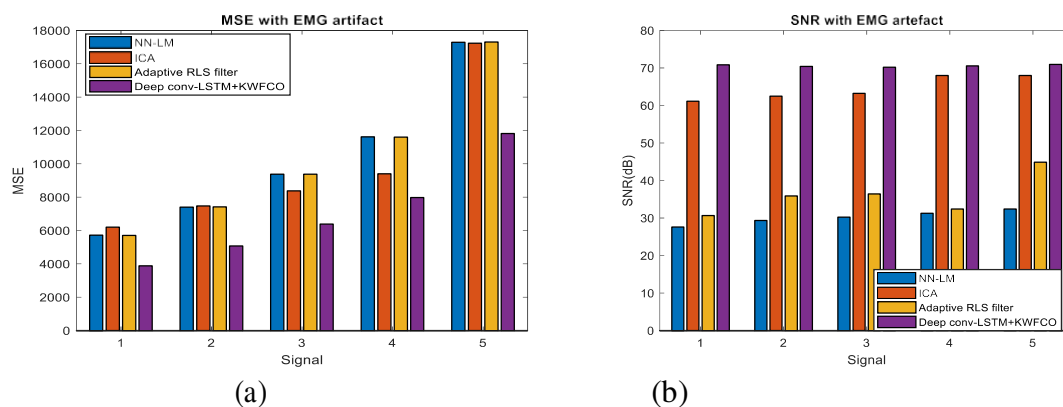 MSE with EMG artifact
18000
16000
14000
12000
10000
8000
6000
4000
2000
0
MSE
NN-LM
ICA
Adaptive RLS filter
Deep conv-LSTM+KWFCO
1 2 3 4 5
Signal
(a)
SNR with EMG artefact
80
70
60
50
40
30
20
10
0
SNR(dB)
NN-LM
ICA
Adaptive RLS filter
Deep conv-LSTM+KWFCO
1 2 3 4 5
Signal
(b)